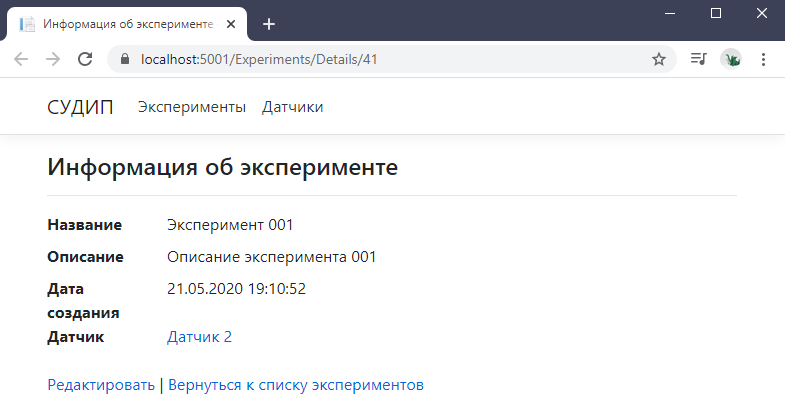 Информация об эксперименте
localhost:5001/Experiments/Details/41
СУДИП Эксперименты Датчики
Информация об эксперименте
Название Эксперимент 001
Описание Описание эксперимента 001
Дата создания 21.05.2020 19:10:52
Датчик Датчик 2
Редактировать | Вернуться к списку экспериментов